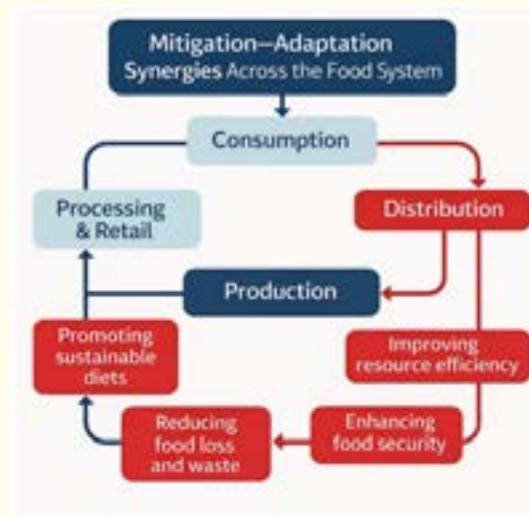 Mitigation—Adaptation
Synergies Across the Food System
Consumption
Processing
& Retail
Distribution
Production
Promoting
sustainable
diets
Improving
resource efficiency
Reducing
food loss
and waste
Enhancing
food security